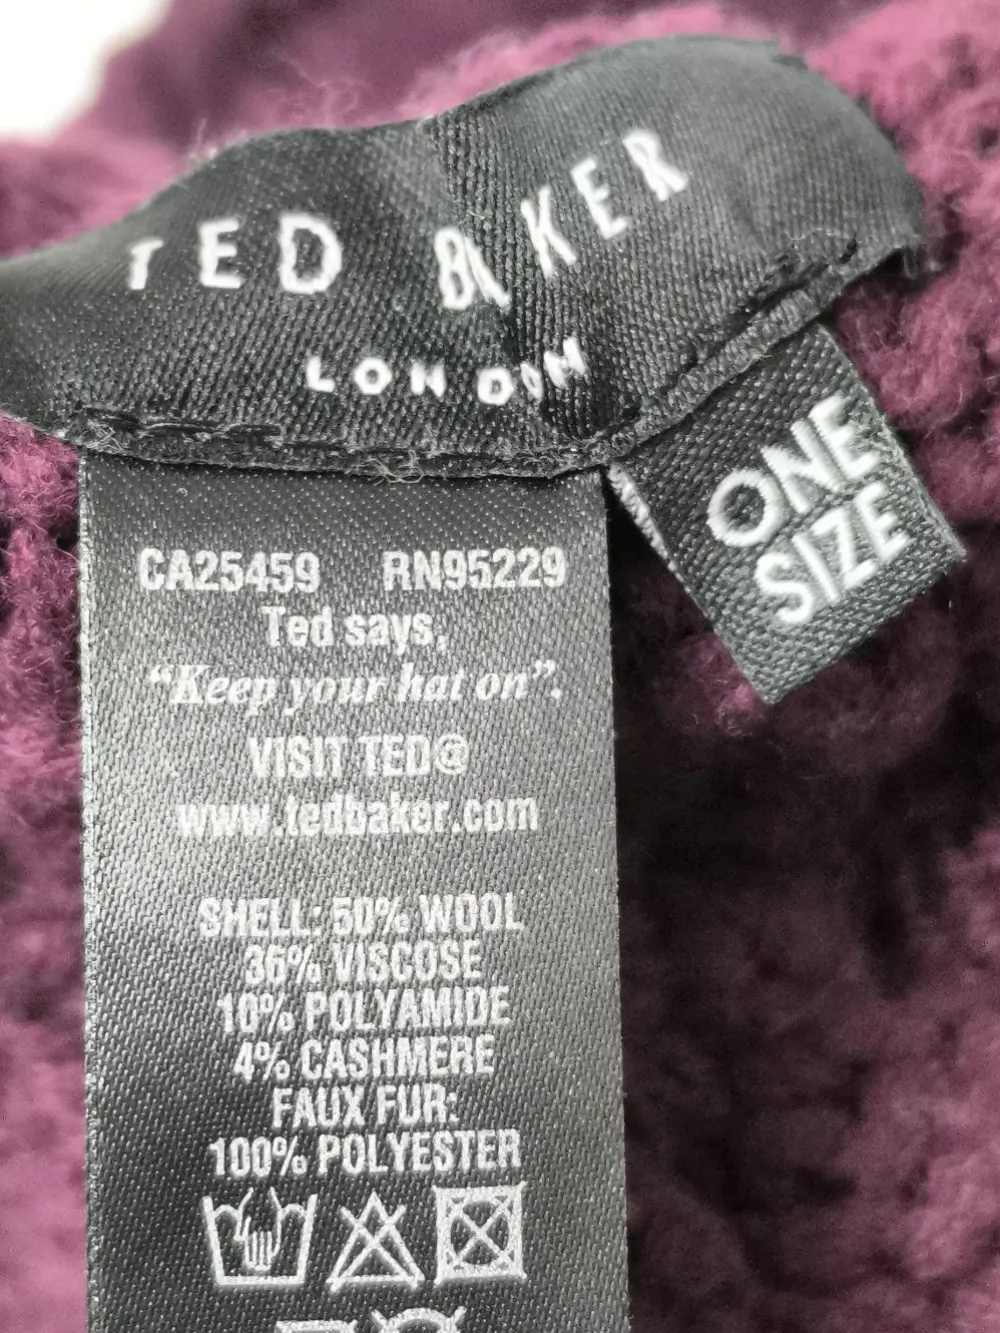 TED BAKER
LONDON
ONE
SIZE
CA25459 RN95229
Ted says,
“Keep your hat on”.
VISIT TED@
www.tedbaker.com
SHELL: 50% WOOL
36% VISCOSE
10% POLYAMIDE
4% CASHMERE
FAUX FUR:
100% POLYESTER